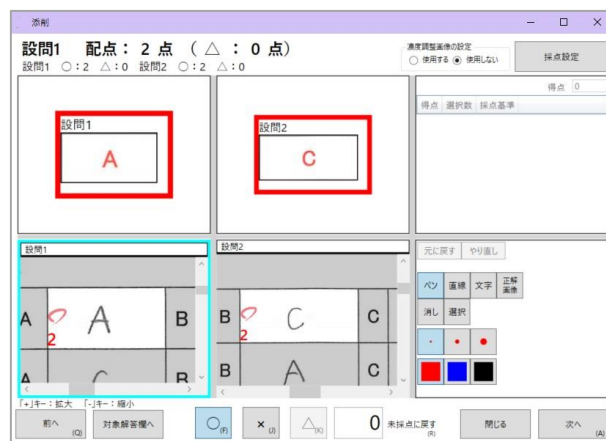 添削
設問1 配点： 2 点 （ △ ： 0 点）
設問1 ○：2 △：0 設問2 ○：2 △：0
濃度調整画像の設定
使用する 使用しない
採点設定
得点 0
得点 選択数 採点基準
設問1
A
設問2
C
設問1
A A B
2
A B
設問2
B C C
2
B A C
元に戻す やり直し
ペン 直線 文字 正解画像
消し 選択
「+」キー：拡大 「-」キー：縮小
前へ (Q)
対象解答欄へ
○ (F)
× (J)
△ (K)
0 未採点に戻す (R)
閉じる
次へ (A)